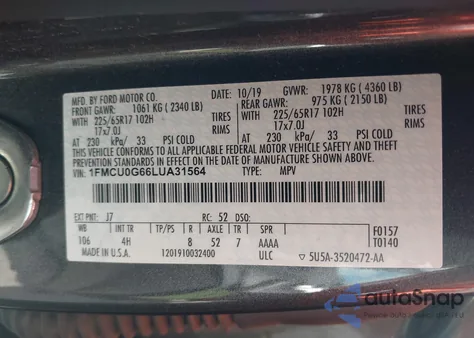 MFD. BY FORD MOTOR CO. 10/19 GVWR: 1978 KG (4360 LB)
FRONT GAWR: 1061 KG (2340 LB) REAR GAWR: 975 KG (2150 LB)
WITH 225/65R17 102H TIRES WITH 225/65R17 102H TIRES
17x7.0J RIMS 17x7.0J RIMS
AT 230 kPa/ 33 PSI COLD AT 230 kPa/ 33 PSI COLD
THIS VEHICLE CONFORMS TO ALL APPLICABLE FEDERAL MOTOR VEHICLE SAFETY AND THEFT PREVENTION STANDARDS IN EFFECT ON THE DATE OF MANUFACTURE SHOWN ABOVE.
VIN: 1FMCU0G66LUA31564 TYPE: MPV
EXT PNT: J7 RC: 52 DSO:
WB INT TR TP/PS R AXLE TR SPR F0157
106 4H 8 52 7 AAAA T0140
MADE IN U.S.A. 1201910032400 ULC 5U5A-3520472-AA
autoSnap